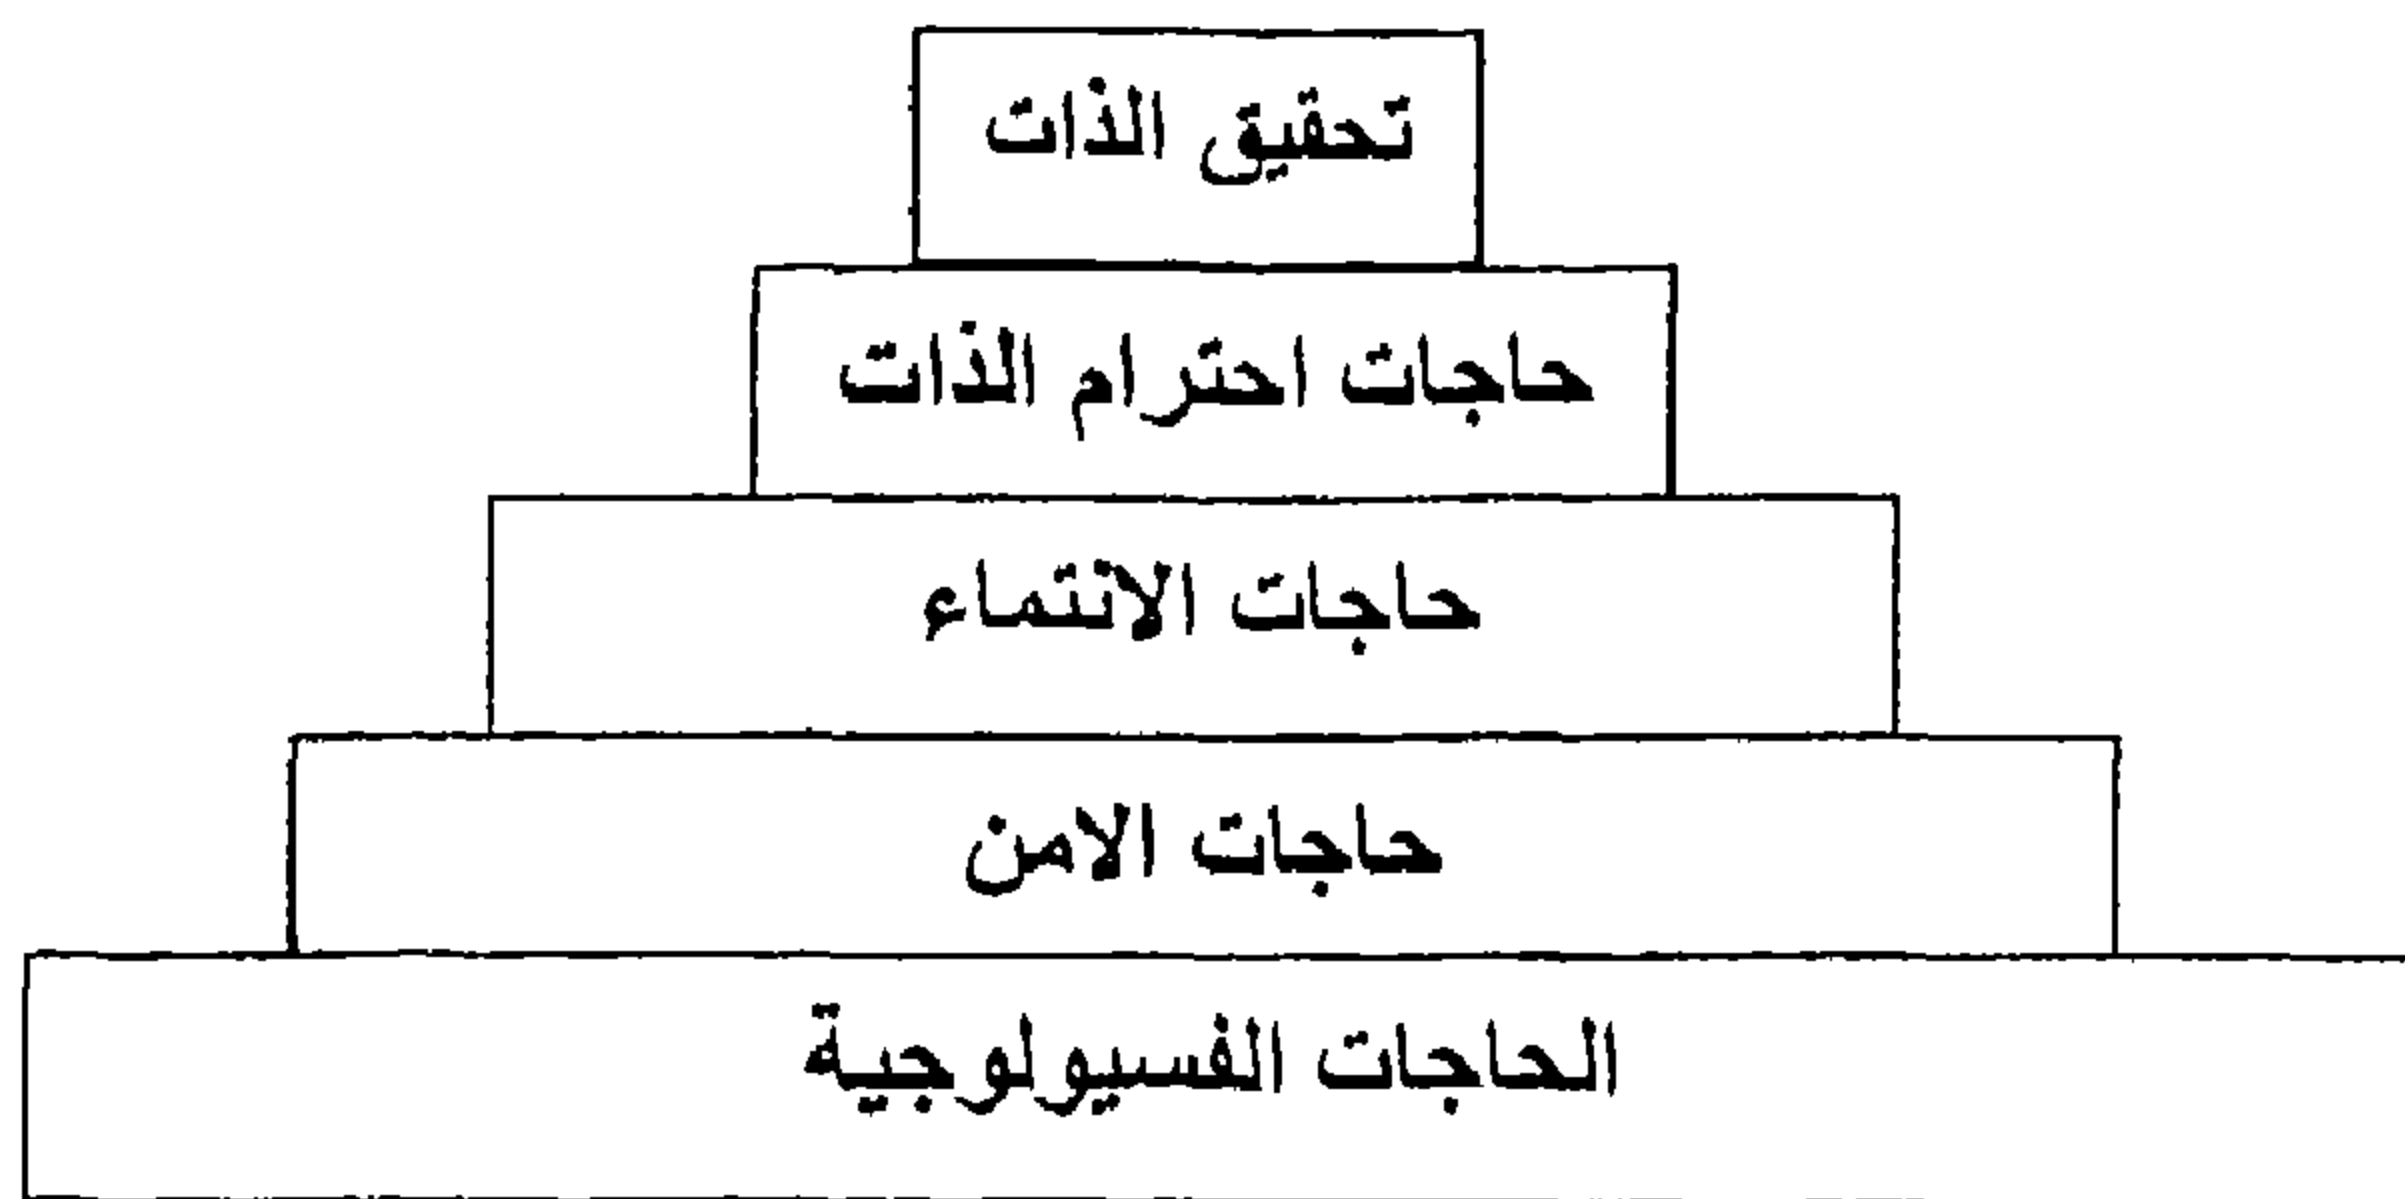 تحقيق الذات
حاجات احترام الذات
حاجات الانتماء
حاجات الامن
الحاجات الفسيولوجية